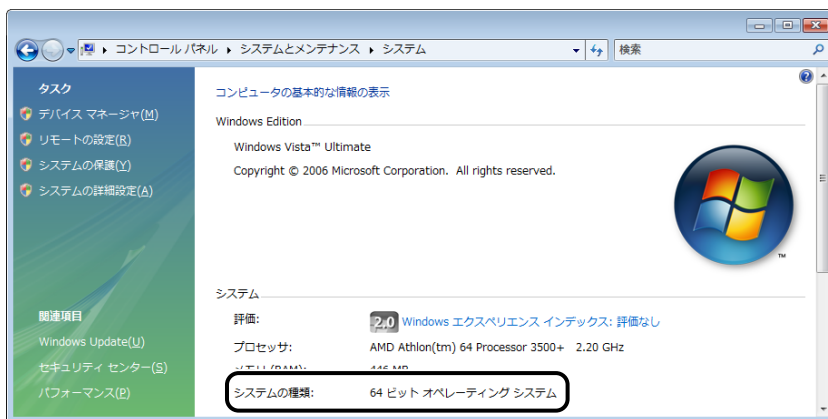 コントロール パネル ▸ システムとメンテナンス ▸ システム
検索
タスク
デバイス マネージャ(M)
リモートの設定(R)
システムの保護(Y)
システムの詳細設定(A)
関連項目
Windows Update(U)
セキュリティ センター(S)
パフォーマンス(P)
コンピュータの基本的な情報の表示
Windows Edition
Windows Vista™ Ultimate
Copyright © 2006 Microsoft Corporation. All rights reserved.
TM
システム
評価: 2.0 Windows エクスペリエンス インデックス: 評価なし
プロセッサ: AMD Athlon(tm) 64 Processor 3500+ 2.20 GHz
メモリ (RAM): 446 MB
システムの種類: 64 ビット オペレーティング システム